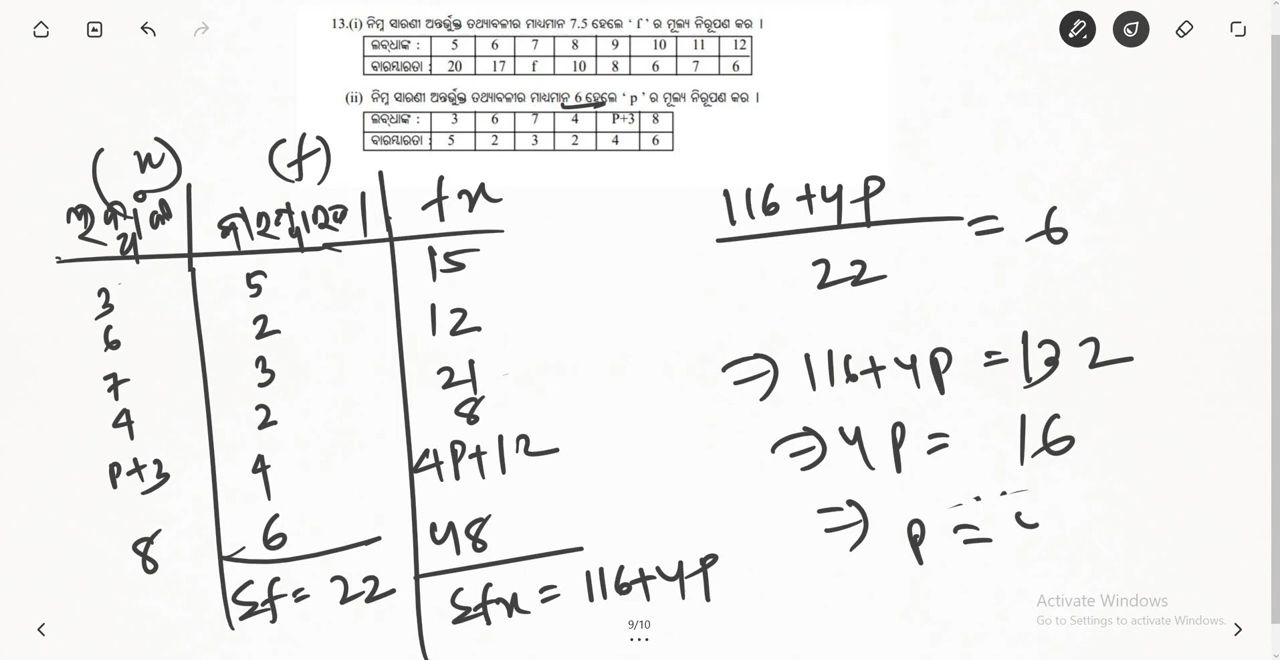 13.(i) ନିମ୍ନ ସାରଣୀ ଅନ୍ତର୍ଭୁକ୍ତ ତଥ୍ୟାବଳୀର ମାଧ୍ୟମାନ 7.5 ହେଲେ ‘ f ’ ର ମୂଲ୍ୟ ନିରୂପଣ କର ।
ଲବ୍ଧାଙ୍କ : 5 6 7 8 9 10 11 12
ବାରମ୍ବାରତା : 20 17 f 10 8 6 7 6
(ii) ନିମ୍ନ ସାରଣୀ ଅନ୍ତର୍ଭୁକ୍ତ ତଥ୍ୟାବଳୀର ମାଧ୍ୟମାନ 6 ହେଲେ ‘ p ’ ର ମୂଲ୍ୟ ନିରୂପଣ କର ।
ଲବ୍ଧାଙ୍କ : 3 6 7 4 P+3 8
ବାରମ୍ବାରତା : 5 2 3 2 4 6
(x) (f) fx
3 5 15
6 2 12
7 3 21
4 2 8
P+3 4 4P+12
8 6 48
Σf = 22 Σfx = 116+4P
116+4P
22
= 6
⇒ 116+4P = 132
⇒ 4P = 16
⇒ P =
Activate Windows
Go to Settings to activate Windows.
9/10